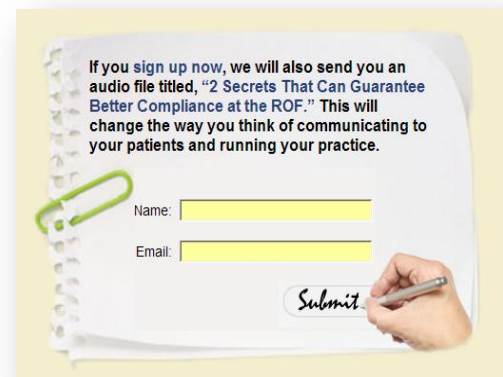 If you sign up now, we will also send you an
audio file titled, “2 Secrets That Can Guarantee
Better Compliance at the ROF.” This will
change the way you think of communicating to
your patients and running your practice.
Name:
Email:
Submit